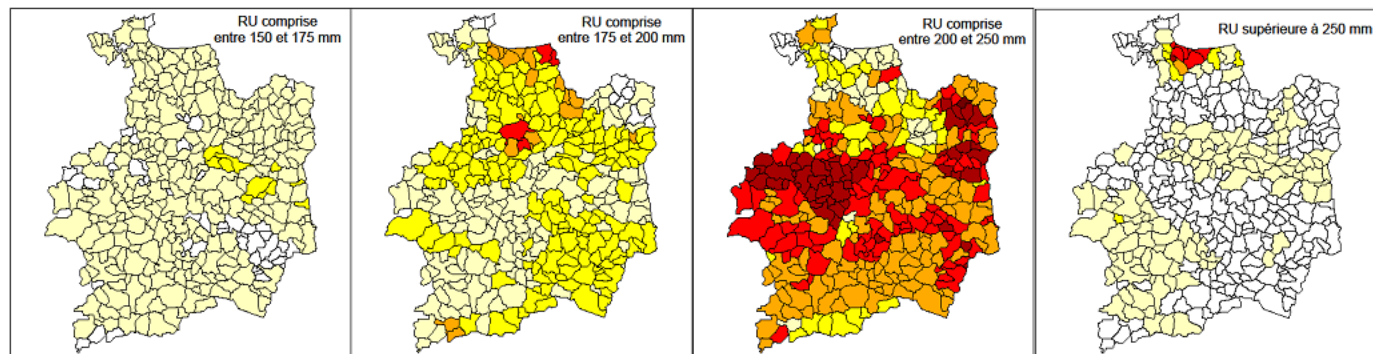 RU comprise
entre 150 et 175 mm
RU comprise
entre 175 et 200 mm
RU comprise
entre 200 et 250 mm
RU supérieure à 250 mm